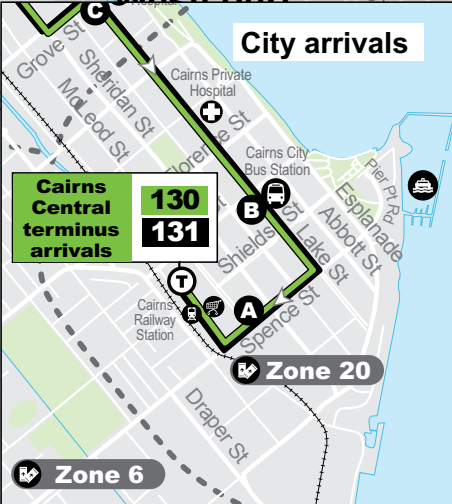 Hospital
C
City arrivals
Grove St
Sheridan St
McLeod St
Cairns Private
Hospital
Florence St
Cairns City
Bus Station
Pier Pt Rd
Esplanade
Abbott St
Lake St
Shields St
B
Cairns
Central
terminus
arrivals
130
131
T
Cairns
Railway
Station
A
Spence St
Zone 20
Draper St
Zone 6